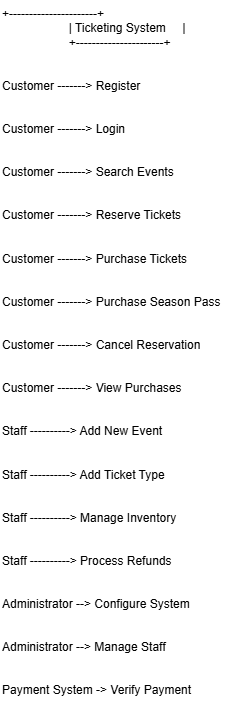 +----------------------+
| Ticketing System |
+----------------------+
Customer -------> Register
Customer -------> Login
Customer -------> Search Events
Customer -------> Reserve Tickets
Customer -------> Purchase Tickets
Customer -------> Purchase Season Pass
Customer -------> Cancel Reservation
Customer -------> View Purchases
Staff ----------> Add New Event
Staff ----------> Add Ticket Type
Staff ----------> Manage Inventory
Staff ----------> Process Refunds
Administrator --> Configure System
Administrator --> Manage Staff
Payment System -> Verify Payment